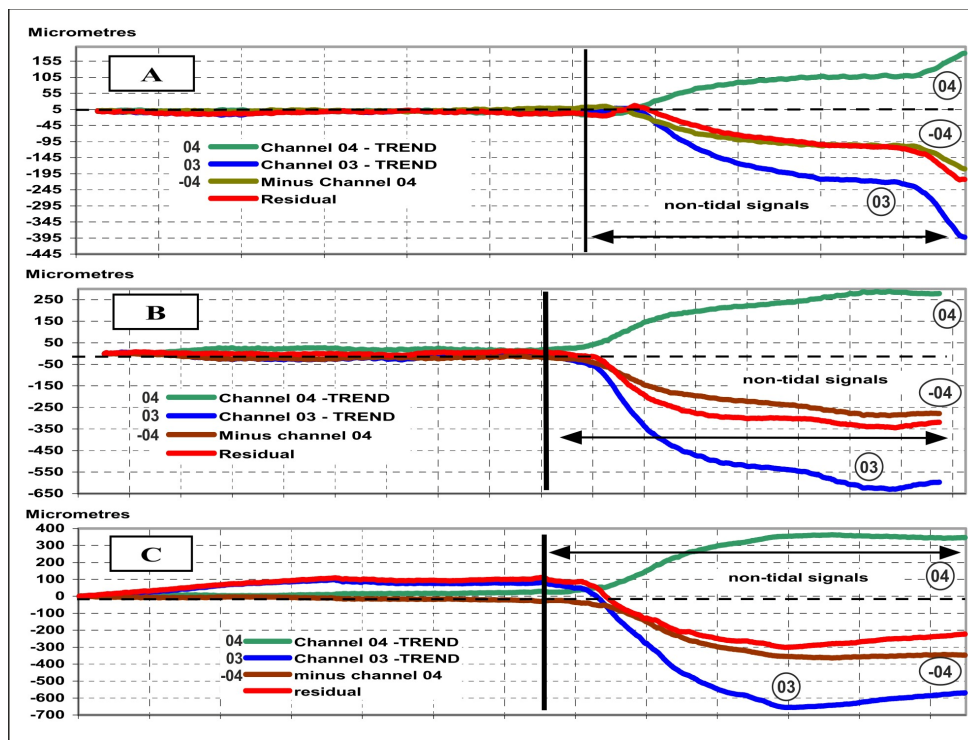 Micrometres
A
155
105
55
5
-45
-95
-145
-195
-245
-295
-345
-395
-445
04 Channel 04 - TREND
03 Channel 03 - TREND
-04 Minus Channel 04
Residual
non-tidal signals
04
-04
03
Micrometres
B
250
150
50
-50
-150
-250
-350
-450
-550
-650
04 Channel 04 -TREND
03 Channel 03 - TREND
-04 Minus channel 04
Residual
non-tidal signals
04
-04
03
Micrometres
C
400
300
200
100
0
-100
-200
-300
-400
-500
-600
-700
04 Channel 04 -TREND
03 Channel 03 -TREND
-04 minus channel 04
residual
non-tidal signals
04
-04
03